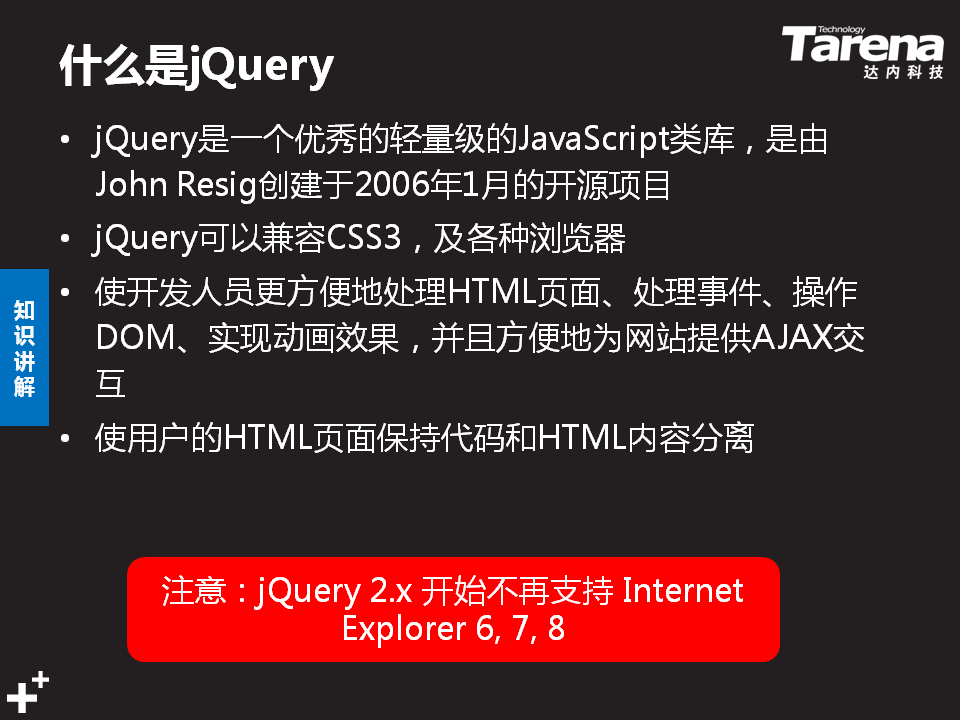 什么是jQuery
Technology
Tarena
达内科技
• jQuery是一个优秀的轻量级的JavaScript类库，是由
John Resig创建于2006年1月的开源项目
• jQuery可以兼容CSS3，及各种浏览器
• 使开发人员更方便地处理HTML页面、处理事件、操作
DOM、实现动画效果，并且方便地为网站提供AJAX交
互
• 使用户的HTML页面保持代码和HTML内容分离
知
识
讲
解
注意：jQuery 2.x 开始不再支持 Internet
Explorer 6, 7, 8